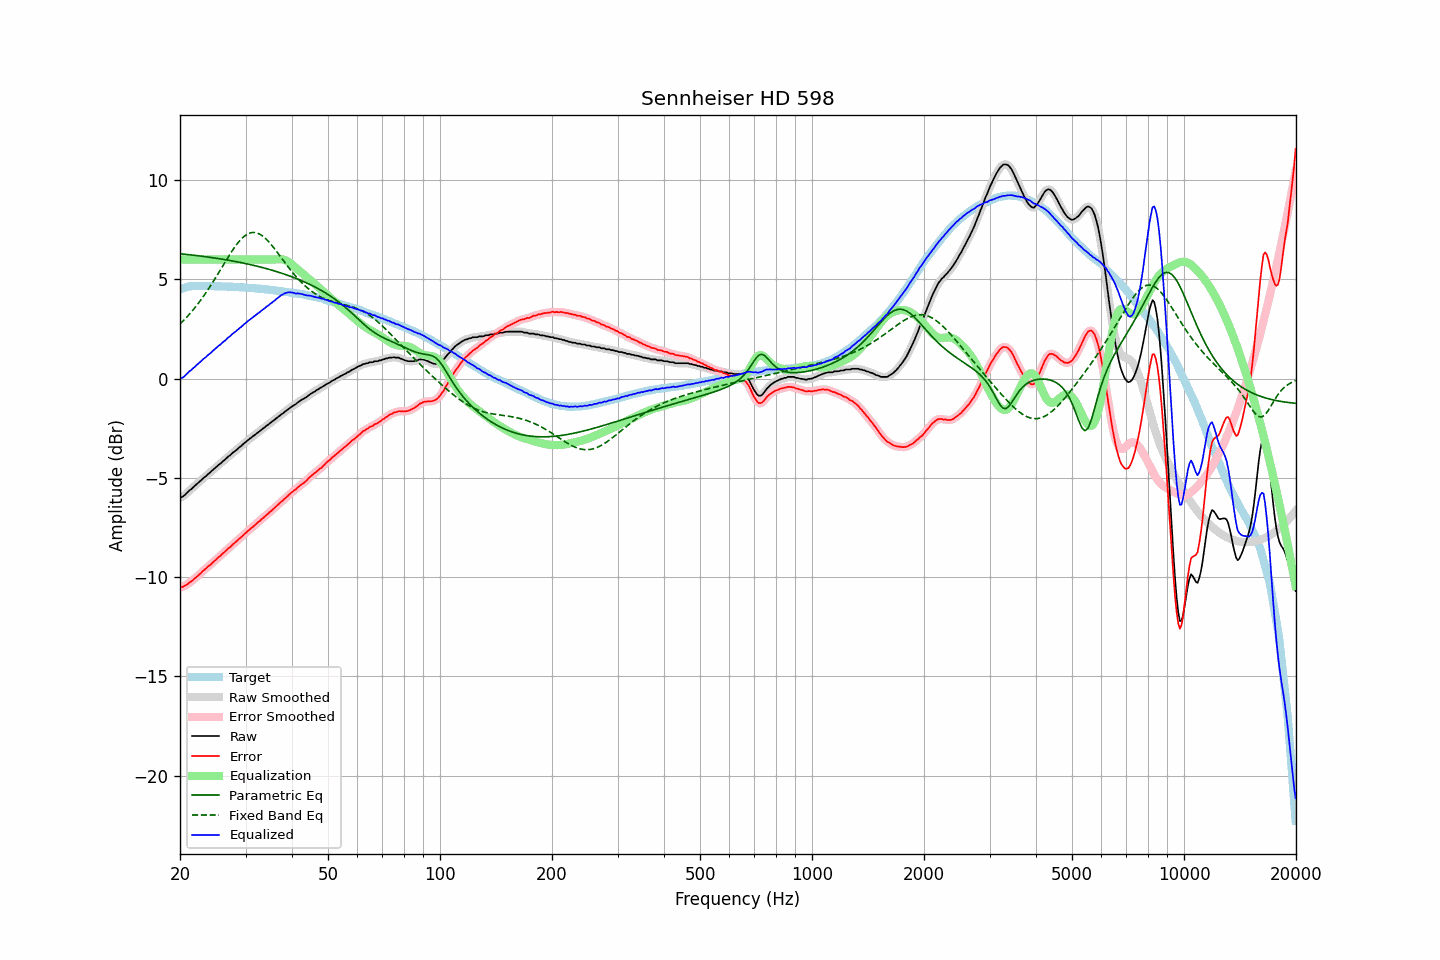 Sennheiser HD 598
Amplitude (dBr)
10
5
0
−5
−10
−15
−20
Target
Raw Smoothed
Error Smoothed
Raw
Error
Equalization
Parametric Eq
Fixed Band Eq
Equalized
20 50 100 200 500 1000 2000 5000 10000 20000
Frequency (Hz)